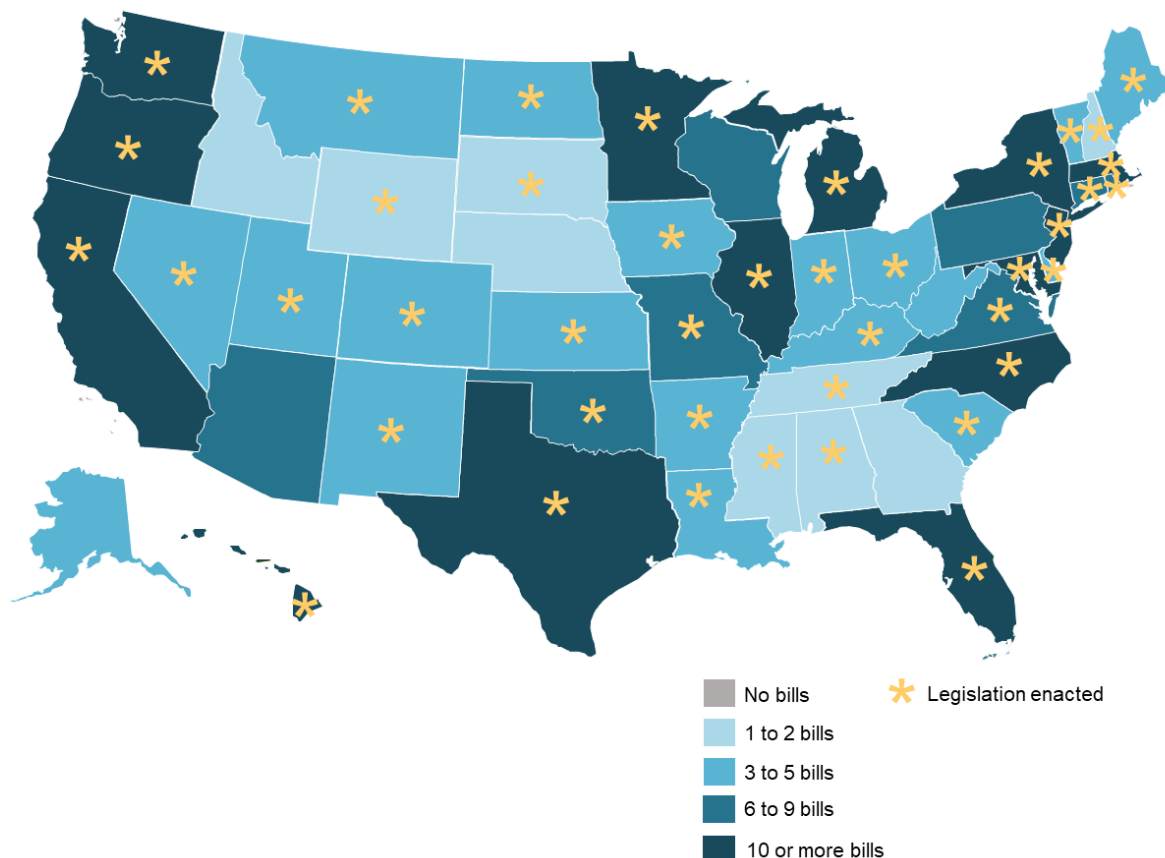 No bills
Legislation enacted
1 to 2 bills
3 to 5 bills
6 to 9 bills
10 or more bills